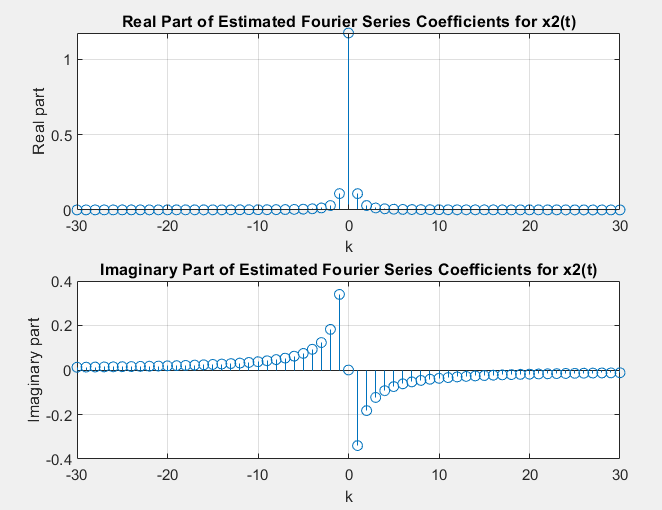 Real Part of Estimated Fourier Series Coefficients for x2(t)
1
0.5
0
Real part
-30 -20 -10 0 10 20 30
k
Imaginary Part of Estimated Fourier Series Coefficients for x2(t)
0.4
0.2
0
-0.2
-0.4
Imaginary part
-30 -20 -10 0 10 20 30
k